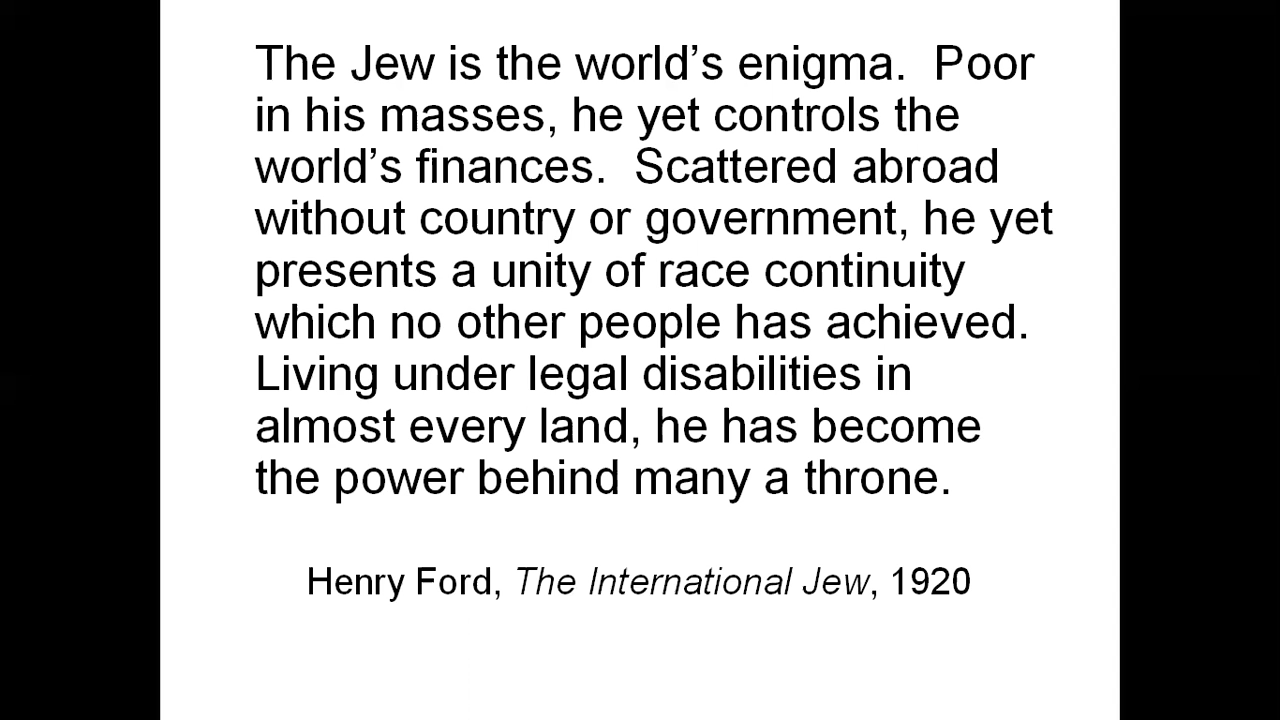 The Jew is the world’s enigma.  Poor
in his masses, he yet controls the
world’s finances.  Scattered abroad
without country or government, he yet
presents a unity of race continuity
which no other people has achieved.
Living under legal disabilities in
almost every land, he has become
the power behind many a throne.
Henry Ford, The International Jew, 1920